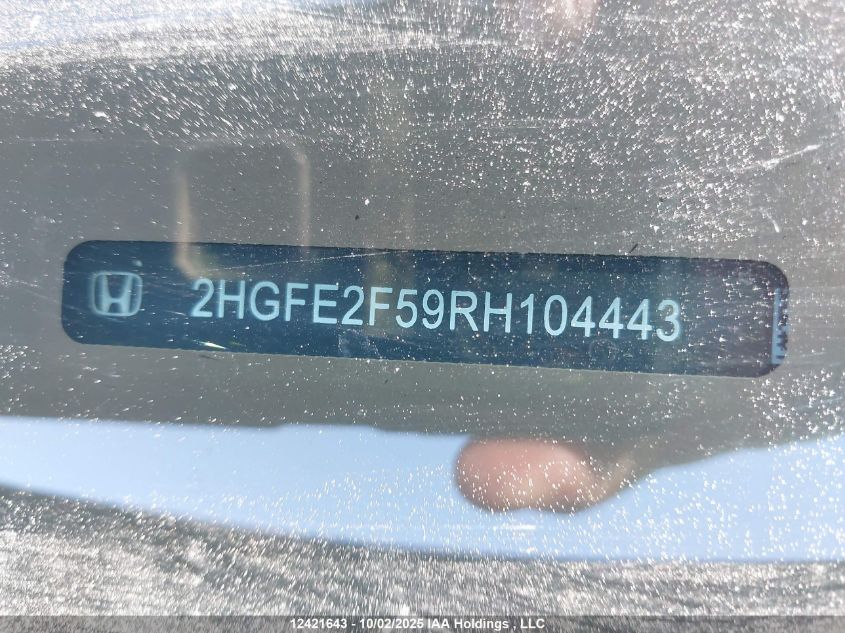 2HGFE2F59RH104443
12421643 - 10/02/2025 IAA Holdings , LLC